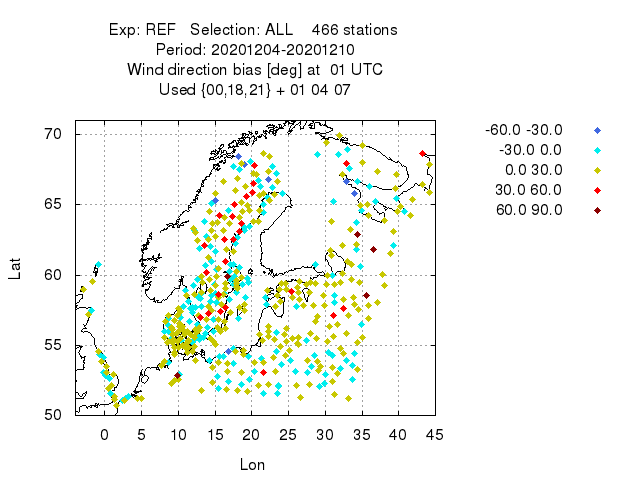 Exp: REF Selection: ALL 466 stations
Period: 20201204-20201210
Wind direction bias [deg] at 01 UTC
Used {00,18,21} + 01 04 07
-60.0 -30.0
-30.0 0.0
0.0 30.0
30.0 60.0
60.0 90.0
70
65
60
55
50
Lat
0 5 10 15 20 25 30 35 40 45
Lon